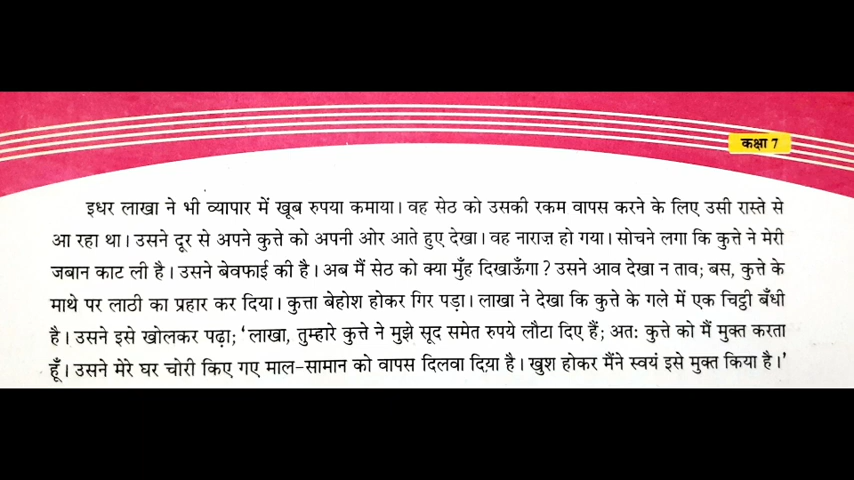 कक्षा 7
इधर लाखा ने भी व्यापार में खूब रुपया कमाया। वह सेठ को उसकी रकम वापस करने के लिए उसी रास्ते से
आ रहा था। उसने दूर से अपने कुत्ते को अपनी ओर आते हुए देखा। वह नाराज़ हो गया। सोचने लगा कि कुत्ते ने मेरी
जबान काट ली है। उसने बेवफाई की है। अब मैं सेठ को क्या मुँह दिखाऊँगा? उसने आव देखा न ताव; बस, कुत्ते के
माथे पर लाठी का प्रहार कर दिया। कुत्ता बेहोश होकर गिर पड़ा। लाखा ने देखा कि कुत्ते के गले में एक चिट्ठी बँधी
है। उसने इसे खोलकर पढ़ा; ‘लाखा, तुम्हारे कुत्ते ने मुझे सूद समेत रुपये लौटा दिए हैं; अत: कुत्ते को मैं मुक्त करता
हूँ। उसने मेरे घर चोरी किए गए माल-सामान को वापस दिलवा दिया है। खुश होकर मैंने स्वयं इसे मुक्त किया है।’